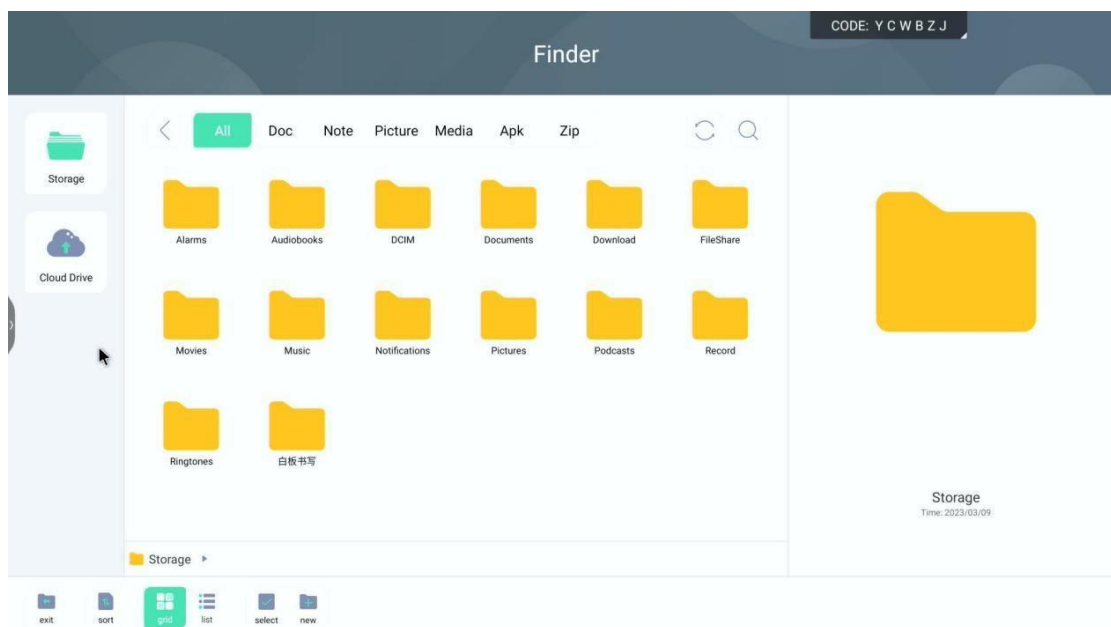 CODE: Y C W B Z J
Finder
All Doc Note Picture Media Apk Zip
Storage
Cloud Drive
Alarms Audiobooks DCIM Documents Download FileShare
Movies Music Notifications Pictures Podcasts Record
Ringtones 白板书写
Storage
Time: 2023/03/09
Storage
exit sort grid list select new